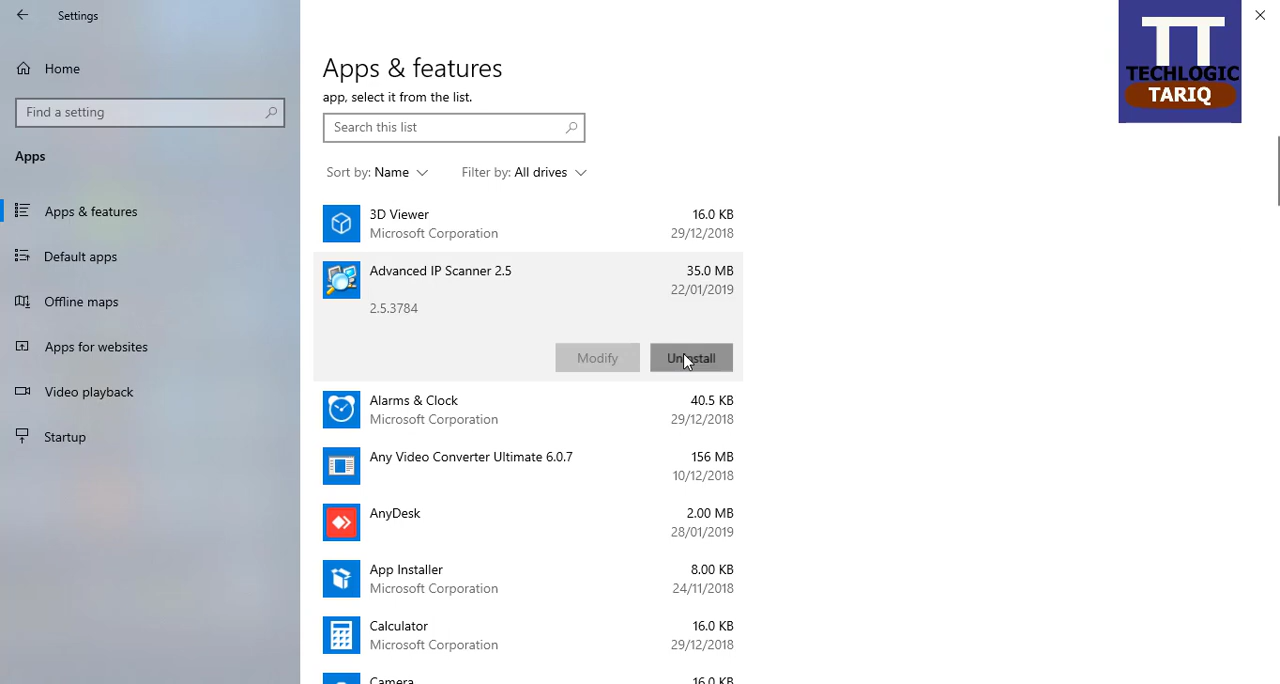 Settings
Home
Find a setting
Apps
Apps & features
Default apps
Offline maps
Apps for websites
Video playback
Startup
Apps & features
app, select it from the list.
Search this list
Sort by: Name
Filter by: All drives
3D Viewer
16.0 KB
Microsoft Corporation
29/12/2018
Advanced IP Scanner 2.5
35.0 MB
22/01/2019
2.5.3784
Modify
Uninstall
Alarms & Clock
40.5 KB
Microsoft Corporation
29/12/2018
Any Video Converter Ultimate 6.0.7
156 MB
10/12/2018
AnyDesk
2.00 MB
28/01/2019
App Installer
8.00 KB
Microsoft Corporation
24/11/2018
Calculator
16.0 KB
Microsoft Corporation
29/12/2018
Camera
16.0 KB
TT
TECHLOGIC
TARIQ